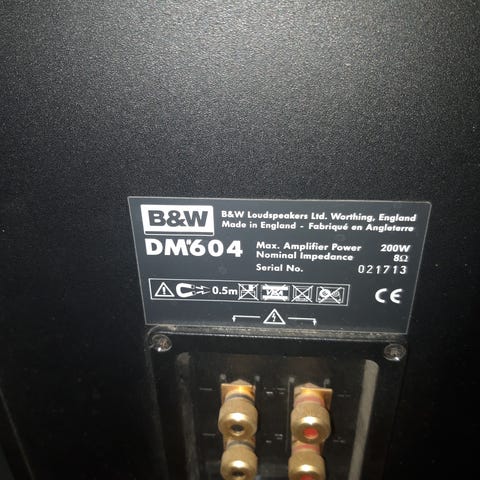 B&W
B&W Loudspeakers Ltd. Worthing, England
Made in England - Fabriqué en Angleterre
DM604
Max. Amplifier Power 200W
Nominal Impedance 8Ω
Serial No. 021713
0.5m
CE